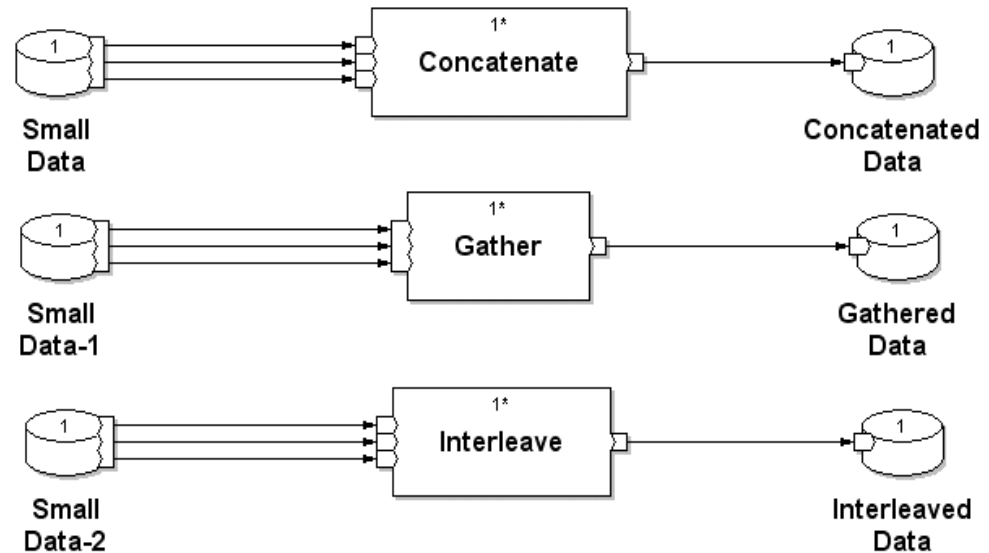 1
1*
1
Concatenate
Small
Data
Concatenated
Data
1
1*
1
Gather
Small
Data-1
Gathered
Data
1
1*
1
Interleave
Small
Data-2
Interleaved
Data